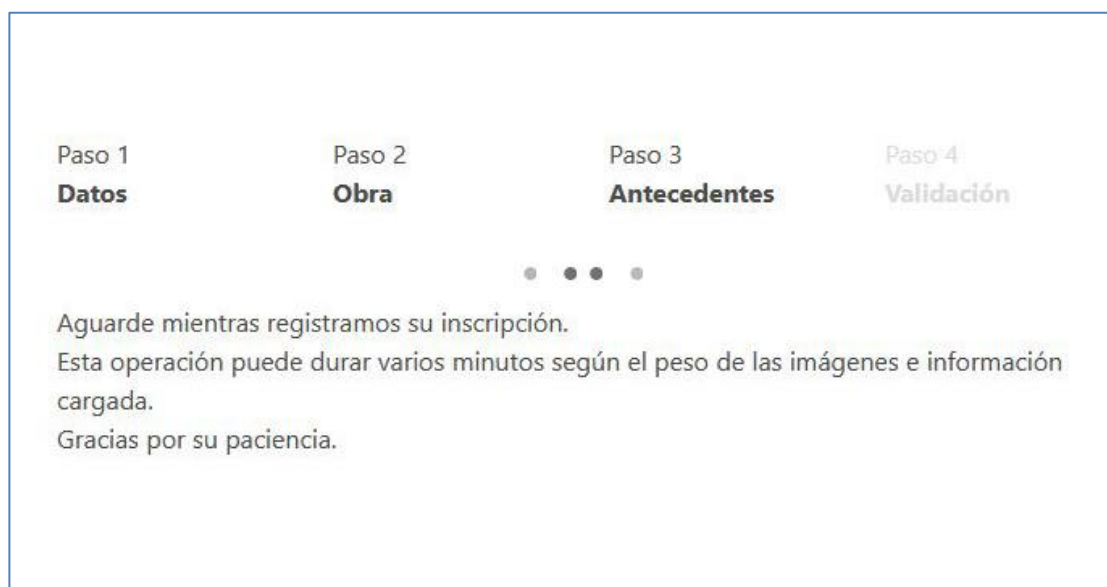 Paso 1 Paso 2 Paso 3 Paso 4
Datos Obra Antecedentes Validación
Aguarde mientras registramos su inscripción.
Esta operación puede durar varios minutos según el peso de las imágenes e información
cargada.
Gracias por su paciencia.